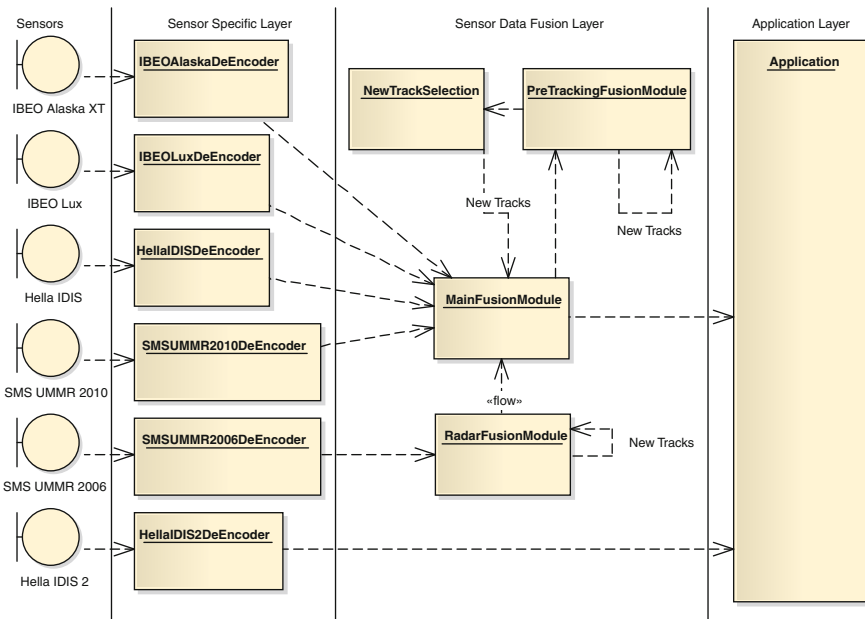 Sensors
Sensor Specific Layer
Sensor Data Fusion Layer
Application Layer
IBEO Alaska XT
IBEOAlaskaDeEncoder
NewTrackSelection
PreTrackingFusionModule
Application
IBEO Lux
IBEOLuxDeEncoder
New Tracks
New Tracks
Hella IDIS
HellaIDISDeEncoder
MainFusionModule
SMS UMMR 2010
SMSUMMR2010DeEncoder
«flow»
SMS UMMR 2006
SMSUMMR2006DeEncoder
RadarFusionModule
New Tracks
Hella IDIS 2
HellaIDIS2DeEncoder